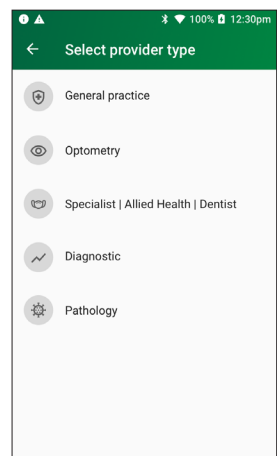 100% 12:30pm
Select provider type
General practice
Optometry
Specialist | Allied Health | Dentist
Diagnostic
Pathology